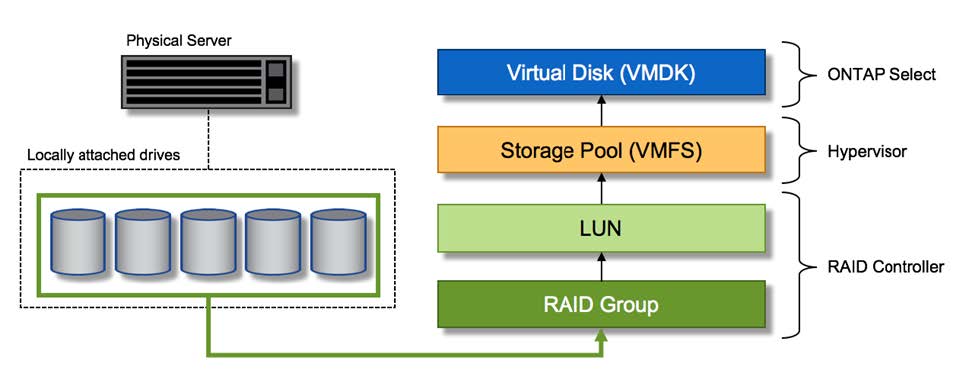 Physical Server
Locally attached drives
Virtual Disk (VMDK)
ONTAP Select
Storage Pool (VMFS)
Hypervisor
LUN
RAID Controller
RAID Group